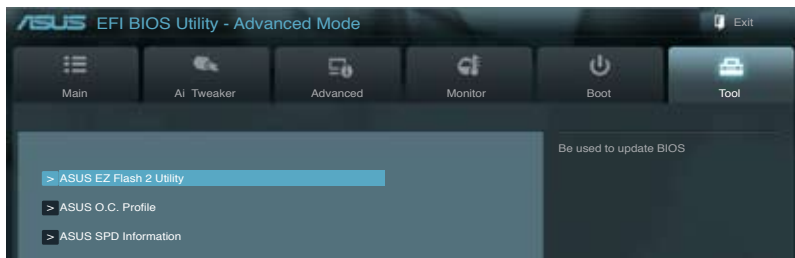 ASUS EFI BIOS Utility - Advanced Mode
Exit
Main
Ai Tweaker
Advanced
Monitor
Boot
Tool
Be used to update BIOS
> ASUS EZ Flash 2 Utility
> ASUS O.C. Profile
> ASUS SPD Information